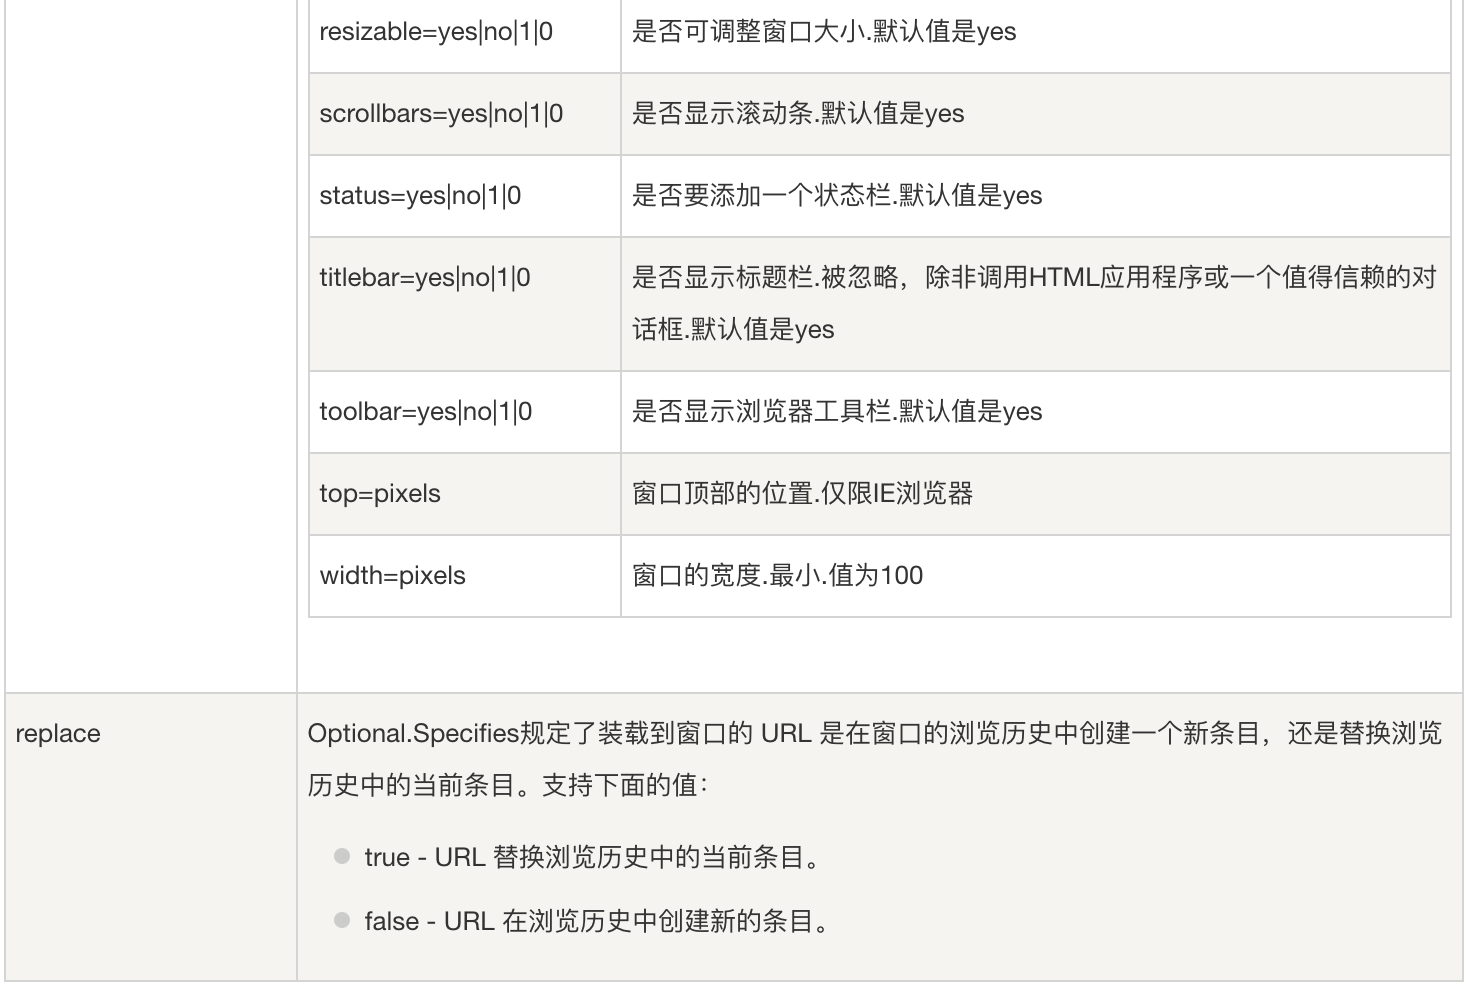 resizable=yes|no|1|0 是否可调整窗口大小.默认值是yes
scrollbars=yes|no|1|0 是否显示滚动条.默认值是yes
status=yes|no|1|0 是否要添加一个状态栏.默认值是yes
titlebar=yes|no|1|0 是否显示标题栏.被忽略，除非调用HTML应用程序或一个值得信赖的对
话框.默认值是yes
toolbar=yes|no|1|0 是否显示浏览器工具栏.默认值是yes
top=pixels 窗口顶部的位置.仅限IE浏览器
width=pixels 窗口的宽度.最小.值为100
replace Optional.Specifies规定了装载到窗口的 URL 是在窗口的浏览历史中创建一个新条目，还是替换浏览
历史中的当前条目。支持下面的值：
true - URL 替换浏览历史中的当前条目。
false - URL 在浏览历史中创建新的条目。